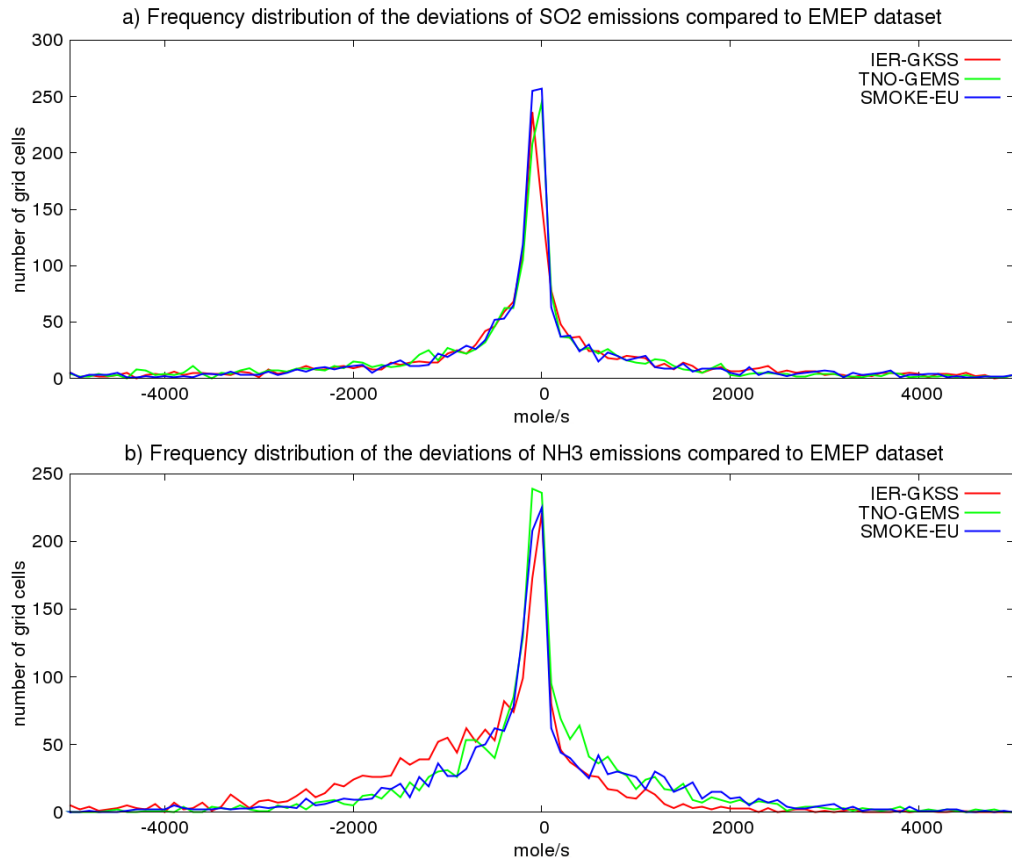 a) Frequency distribution of the deviations of SO2 emissions compared to EMEP dataset
300
250
200
150
100
50
0
number of grid cells
IER-GKSS
TNO-GEMS
SMOKE-EU
-4000 -2000 0 2000 4000
mole/s
b) Frequency distribution of the deviations of NH3 emissions compared to EMEP dataset
250
200
150
100
50
0
number of grid cells
IER-GKSS
TNO-GEMS
SMOKE-EU
-4000 -2000 0 2000 4000
mole/s